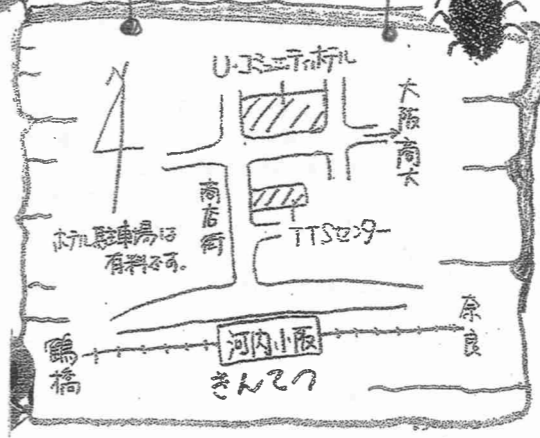 U・コミュニティホテル
大阪商大
商店街
TTSセンター
ホテル駐車場は
有料です。
奈良
鶴橋
河内小阪
きんてつ